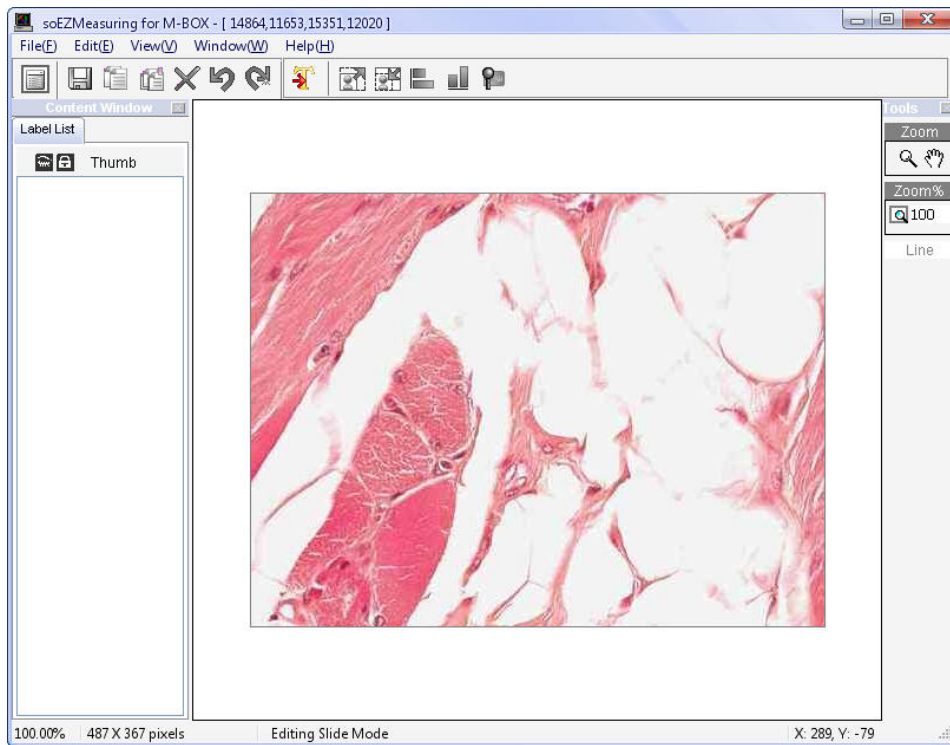 soEZMeasuring for M-BOX - [ 14864,11653,15351,12020 ]
File(F) Edit(E) View(V) Window(W) Help(H)
Content Window
Tools
Label List
Zoom
Thumb
Zoom%
100
Line
100.00% 487 X 367 pixels Editing Slide Mode X: 289, Y: -79